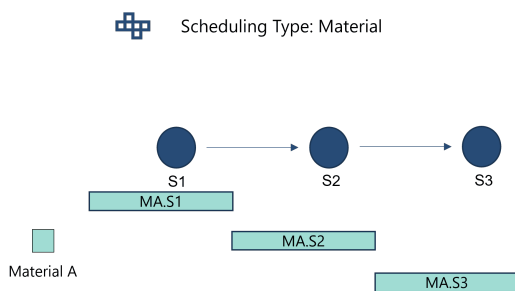 Scheduling Type: Material
S1
S2
S3
MA.S1
MA.S2
Material A
MA.S3